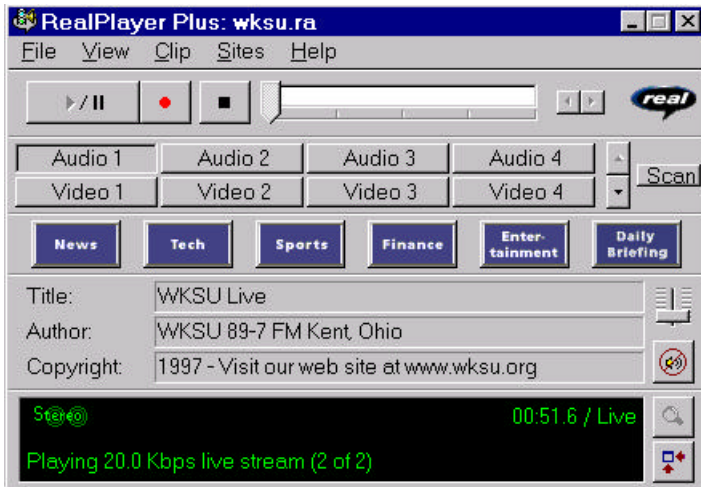 RealPlayer Plus: wksu.ra
File View Clip Sites Help
real
Audio 1 Audio 2 Audio 3 Audio 4
Scan
Video 1 Video 2 Video 3 Video 4
News Tech Sports Finance Enter-
tainment Daily
Briefing
Title: WKSU Live
Author: WKSU 89-7 FM Kent, Ohio
Copyright: 1997 - Visit our web site at www.wksu.org
Stereo 00:51.6 / Live
Playing 20.0 Kbps live stream (2 of 2)